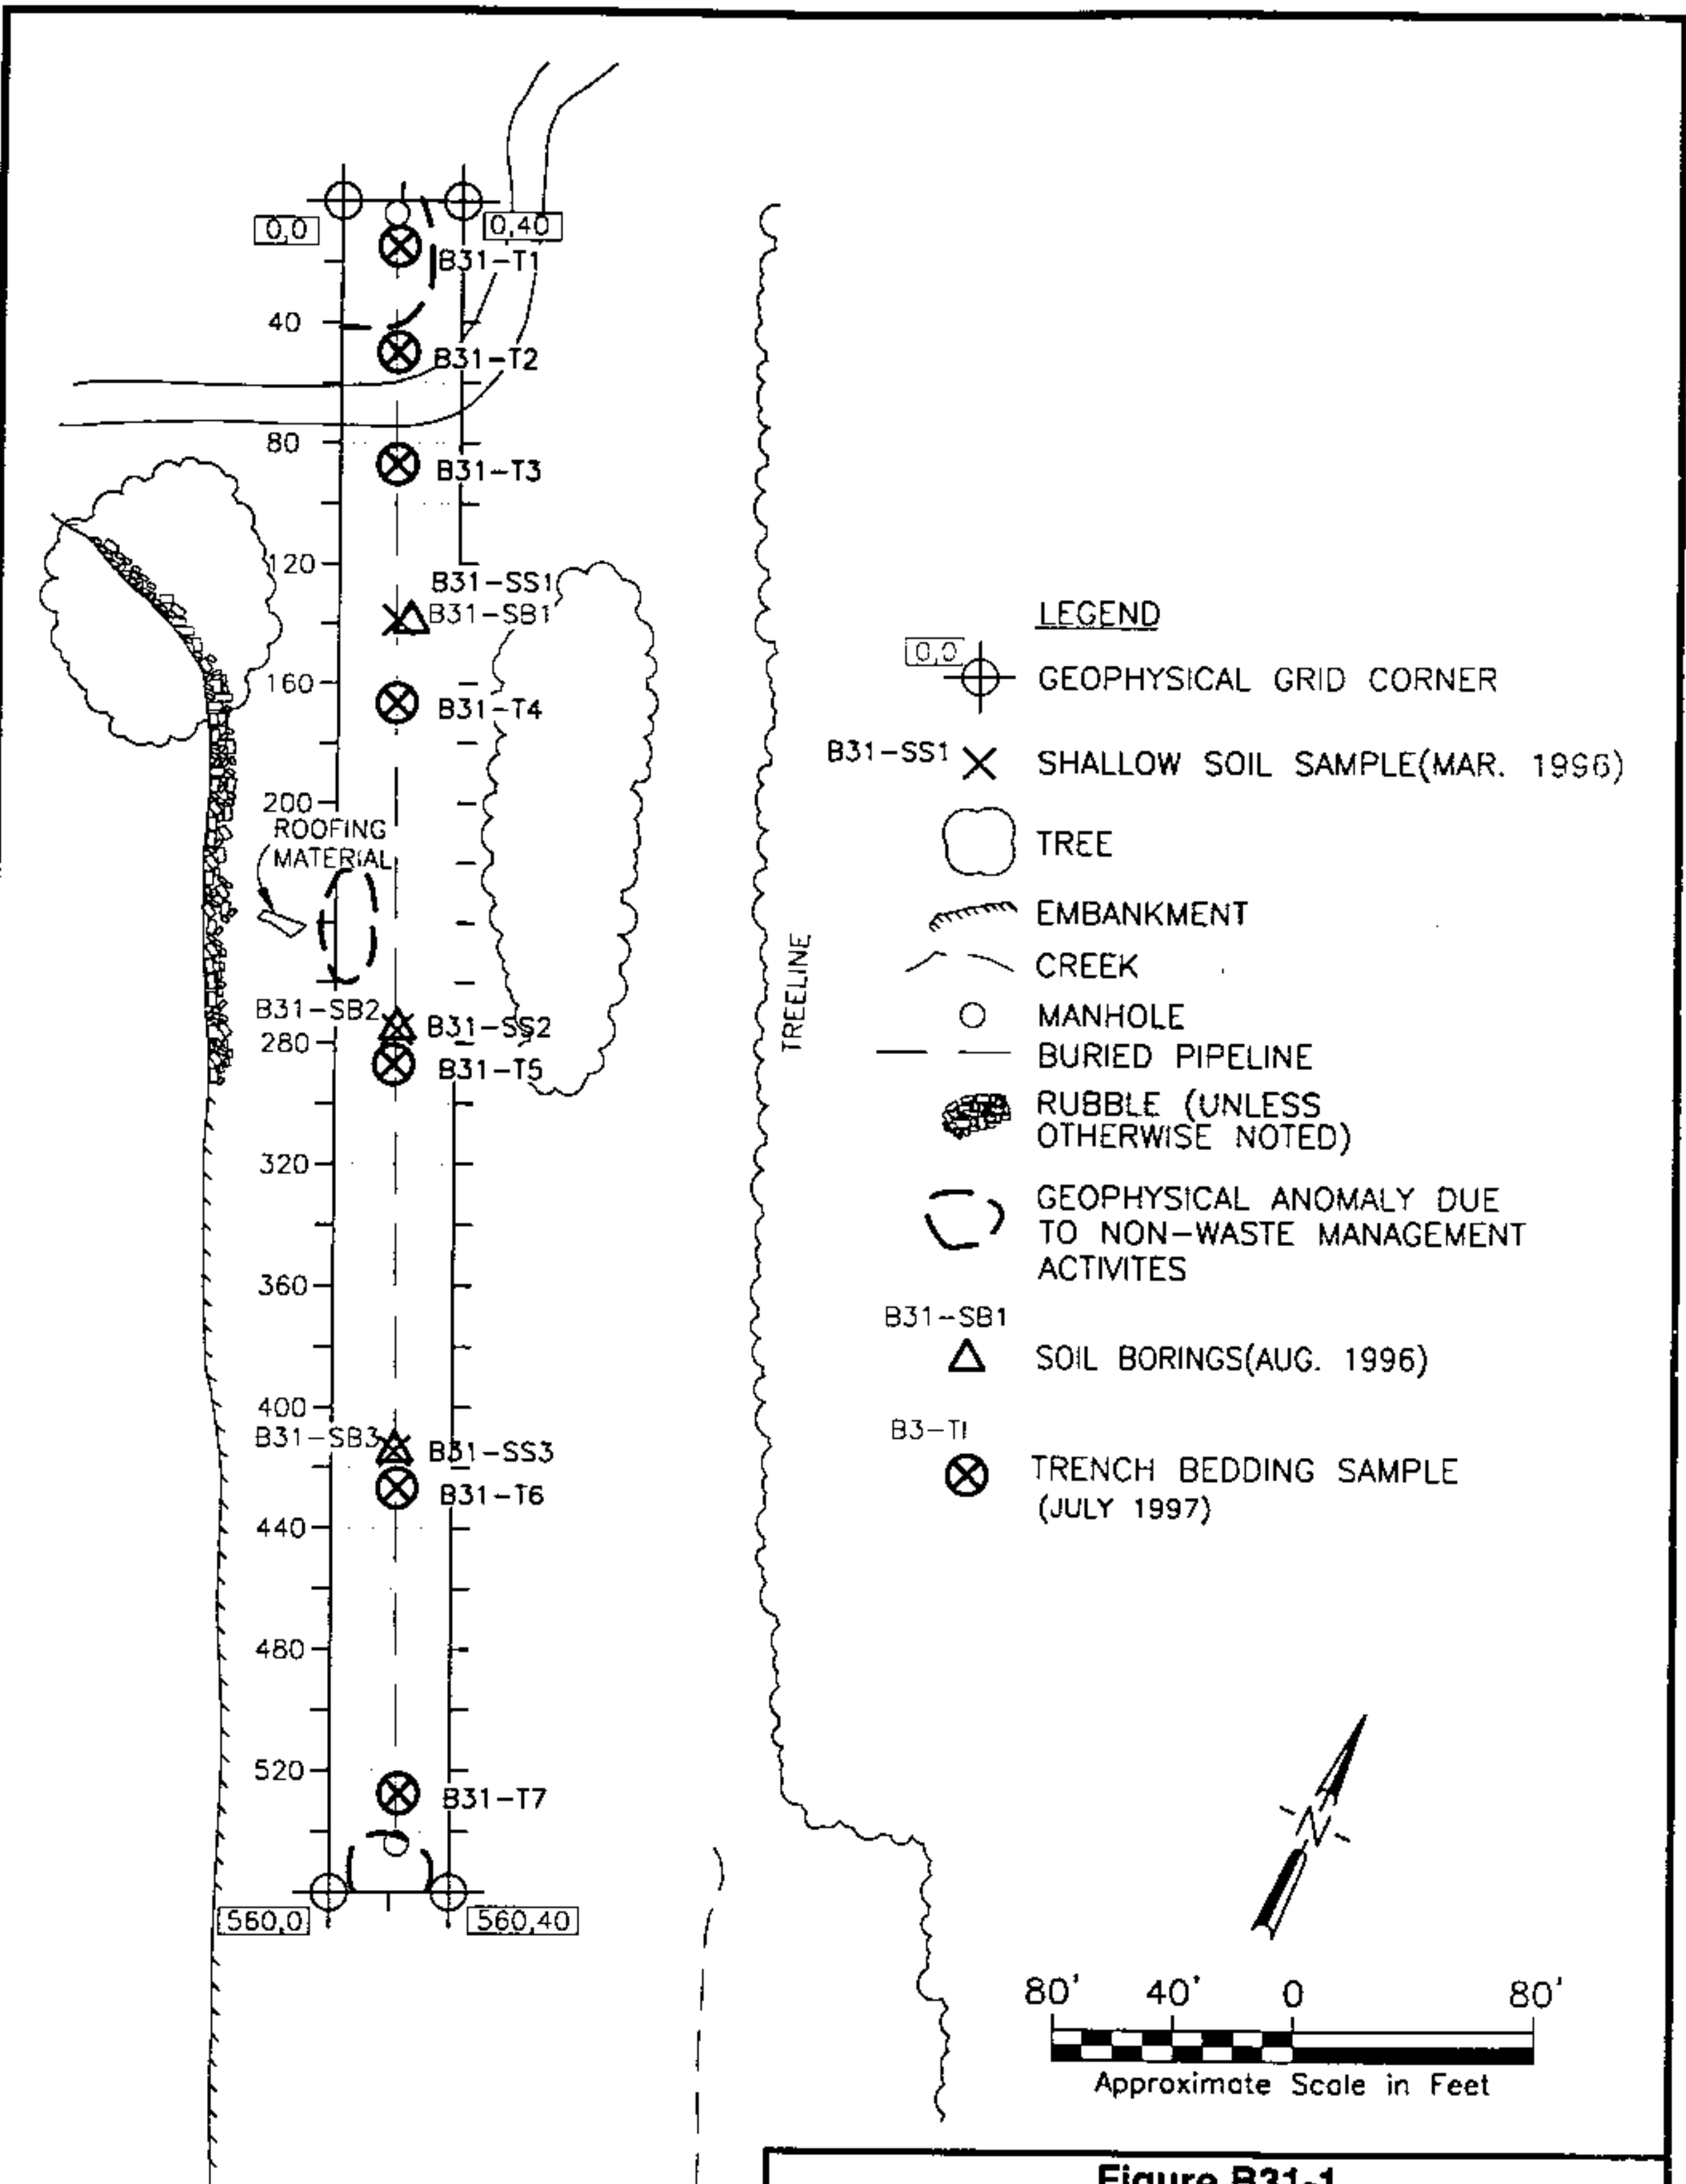 0,0
0,40
B31-T1
40
B31-T2
80
B31-T3
120
B31-SS1
B31-SB1
160
B31-T4
200
ROOFING
MATERIAL
B31-SB2
B31-SS2
280
B31-T5
320
360
400
B31-SB3
B31-SS3
B31-T6
440
480
520
B31-T7
560,0
560,40
TREELINE
LEGEND
0,0
GEOPHYSICAL GRID CORNER
B31-SS1
SHALLOW SOIL SAMPLE(MAR. 1996)
TREE
EMBANKMENT
CREEK
MANHOLE
BURIED PIPELINE
RUBBLE (UNLESS
OTHERWISE NOTED)
GEOPHYSICAL ANOMALY DUE
TO NON-WASTE MANAGEMENT
ACTIVITES
B31-SB1
SOIL BORINGS(AUG. 1996)
B3-T1
TRENCH BEDDING SAMPLE
(JULY 1997)
N
80' 40' 0 80'
Approximate Scale in Feet
Figure B31-1